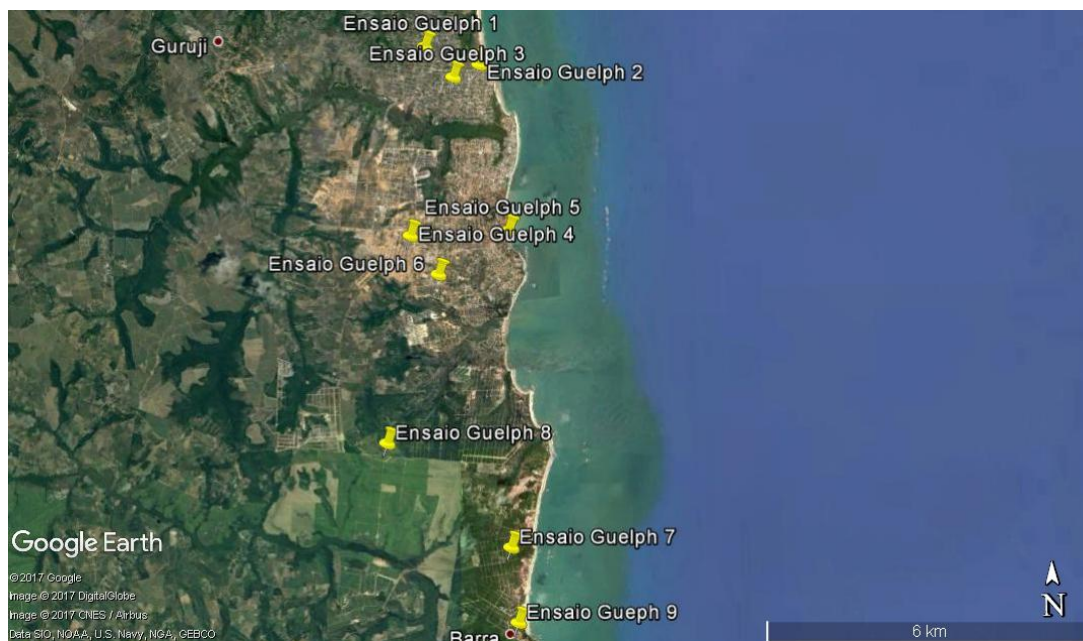 Ensaio Guelph 1
Guruji
Ensaio Guelph 3
Ensaio Guelph 2
Ensaio Guelph 5
Ensaio Guelph 4
Ensaio Guelph 6
Ensaio Guelph 8
Google Earth
Ensaio Guelph 7
©2017 Google
Image © 2017 DigitalGlobe
Image © 2017 CNES / Airbus
Data SIO, NOAA, U.S. Navy, NGA, GEBCO
Ensaio Gueph 9
Barra
N
6 km